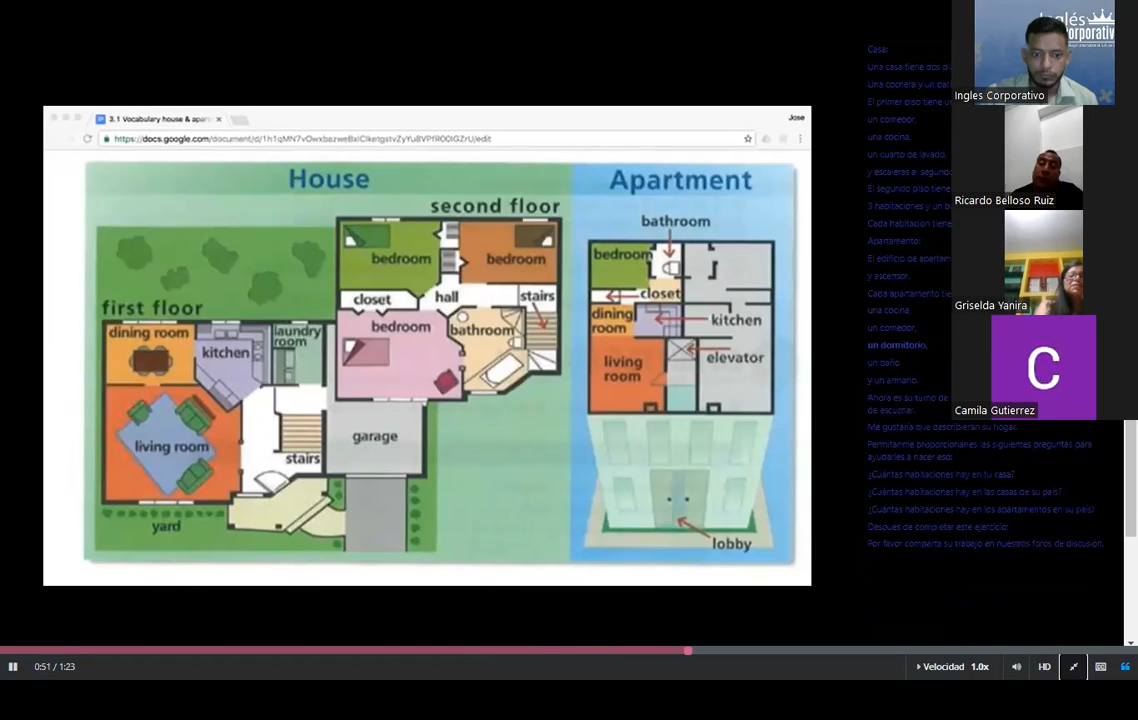 3.1 Vocabulary house & apar
Jose
https://docs.google.com/document/d/
/edit
House
Apartment
second floor
bathroom
bedroom
bedroom
bedroom
closet
hall
stairs
closet
first floor
bedroom
bathroom
dining room
kitchen
laundry room
dining room
kitchen
living room
elevator
living room
garage
stairs
yard
lobby
Casa:
Una casa tiene dos
Una cochera y un
El primer piso tiene
un comedor,
una cocina,
un cuarto de lavado,
y escaleras al segundo
El segundo piso tiene
3 habitaciones y un
Cada habitación tiene
Apartamento:
El edificio de
y ascensor.
Cada apartamento
una cocina,
un comedor,
un dormitorio,
un baño
y un armario.
Ahora es su turno de
de escuchar.
Me gustaría que describieran su hogar.
Permítanme proporcionarles las siguientes preguntas para
ayudarles a hacer eso:
¿Cuántas habitaciones hay en tu casa?
¿Cuántas habitaciones hay en las casas de su país?
¿Cuántas habitaciones hay en los apartamentos en su país?
Después de completar este ejercicio:
Por favor comparta su trabajo en nuestros foros de discusión.
Inglés
Corporativo
Ingles Corporativo
Ricardo Belloso Ruiz
Griselda Yanira
C
Camila Gutierrez
0:51 / 1:23
Velocidad 1.0x
HD